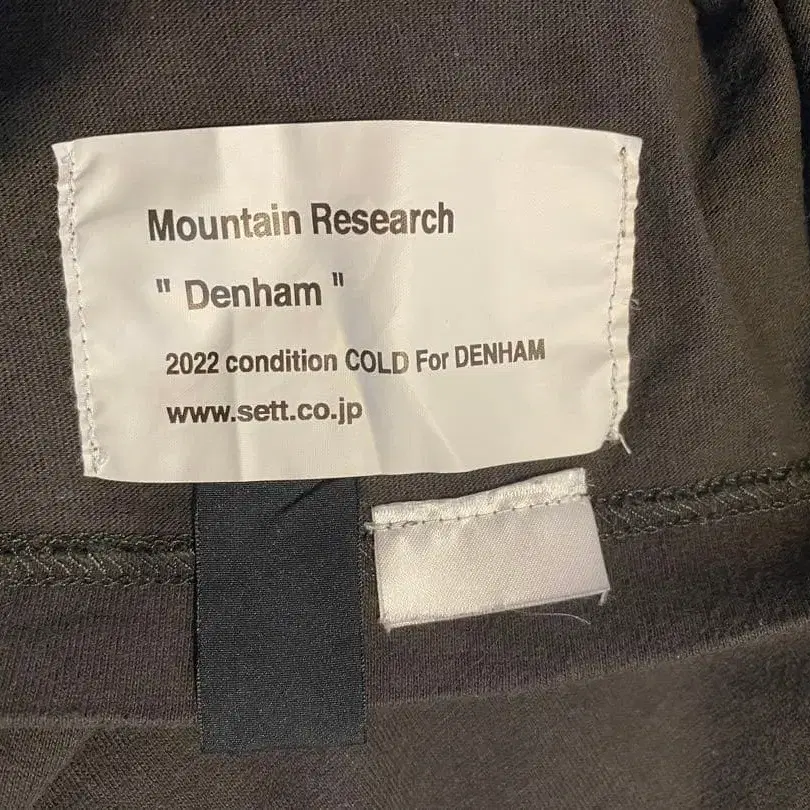 Mountain Research
" Denham "
2022 condition COLD For DENHAM
www.sett.co.jp